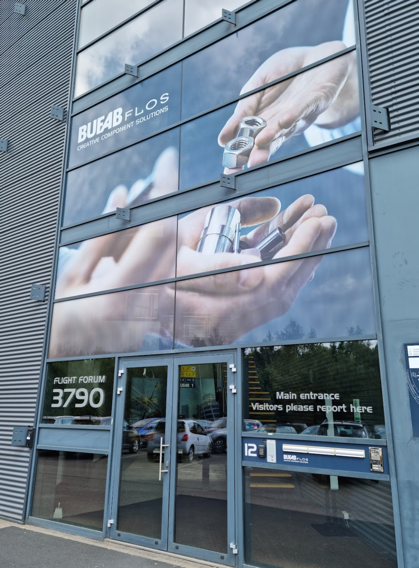 BUFAB FLOS
CREATIVE COMPONENT SOLUTIONS
FLIGHT FORUM
3790
Main entrance
Visitors please report here
12
BUFAB FLOS